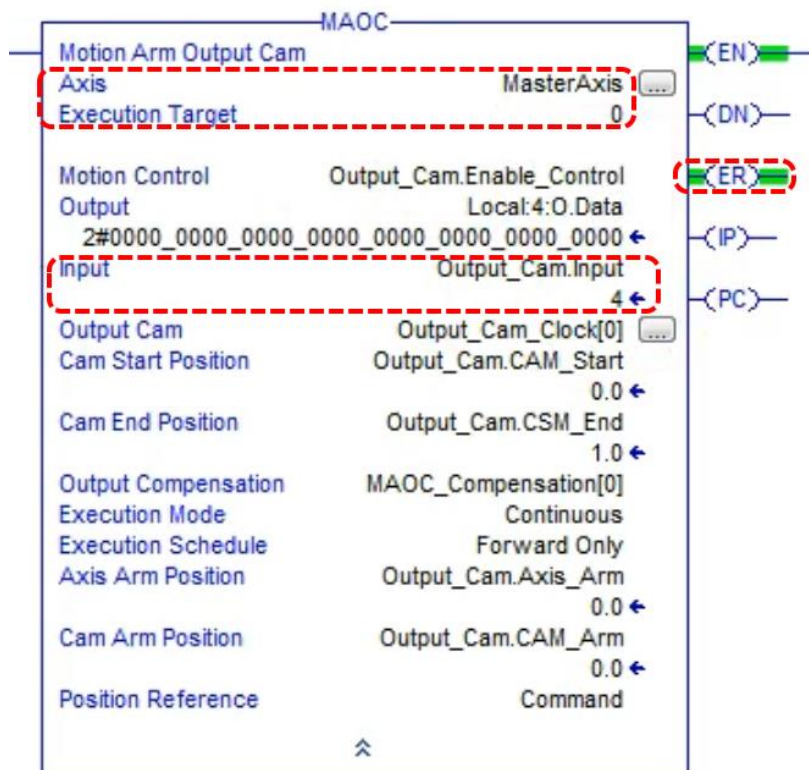 MAOC
Motion Arm Output Cam (EN)
Axis MasterAxis ...
Execution Target 0 (DN)
Motion Control Output_Cam.Enable_Control (ER)
Output Local:4:O.Data
2#0000_0000_0000_0000_0000_0000_0000_0000 (IP)
Input Output_Cam.Input
4 (PC)
Output Cam Output_Cam_Clock[0] ...
Cam Start Position Output_Cam.CAM_Start
0.0
Cam End Position Output_Cam.CSM_End
1.0
Output Compensation MAOC_Compensation[0]
Execution Mode Continuous
Execution Schedule Forward Only
Axis Arm Position Output_Cam.Axis_Arm
0.0
Cam Arm Position Output_Cam.CAM_Arm
0.0
Position Reference Command